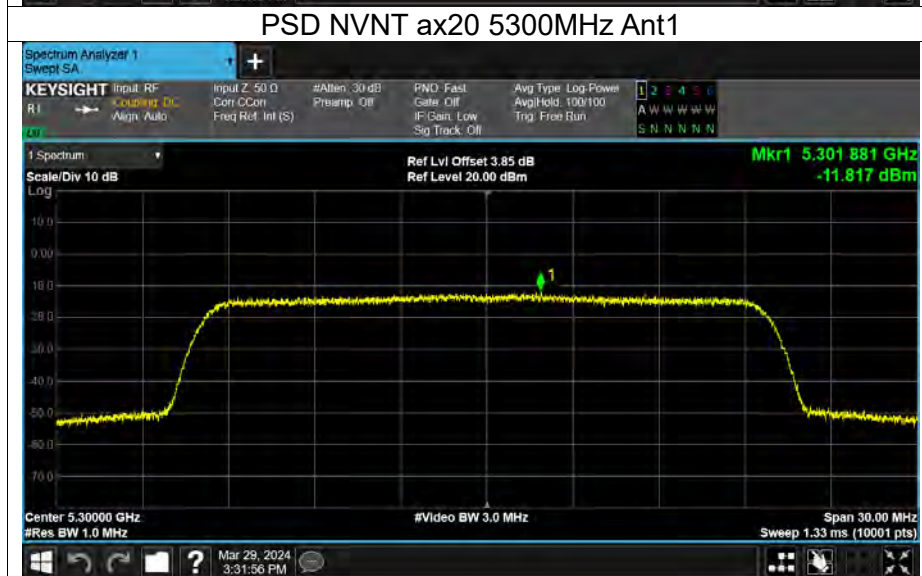 PSD NVNT ax20 5300MHz Ant1
Spectrum Analyzer 1
Swept SA
+
KEYSIGHT Input: RF
Coupling: DC
Align: Auto
Input Z: 50 Ω
Corr CCorr
Freq Ref: Int (S)
#Atten: 30 dB
Preamp: Off
PNO: Fast
Gate: Off
IF Gain: Low
Sig Track: Off
Avg Type: Log-Power
Avg|Hold: 100/100
Trig: Free Run
1 2 3 4 5 6
A W W W W W
S N N N N N
1 Spectrum
Scale/Div 10 dB
Log
Ref Lvl Offset 3.85 dB
Ref Level 20.00 dBm
Mkr1 5.301 881 GHz
-11.817 dBm
10.0
0.00
-10.0
-20.0
-30.0
-40.0
-50.0
-60.0
-70.0
1
Center 5.30000 GHz
#Res BW 1.0 MHz
#Video BW 3.0 MHz
Span 30.00 MHz
Sweep 1.33 ms (10001 pts)
?
Mar 29, 2024
3:31:56 PM